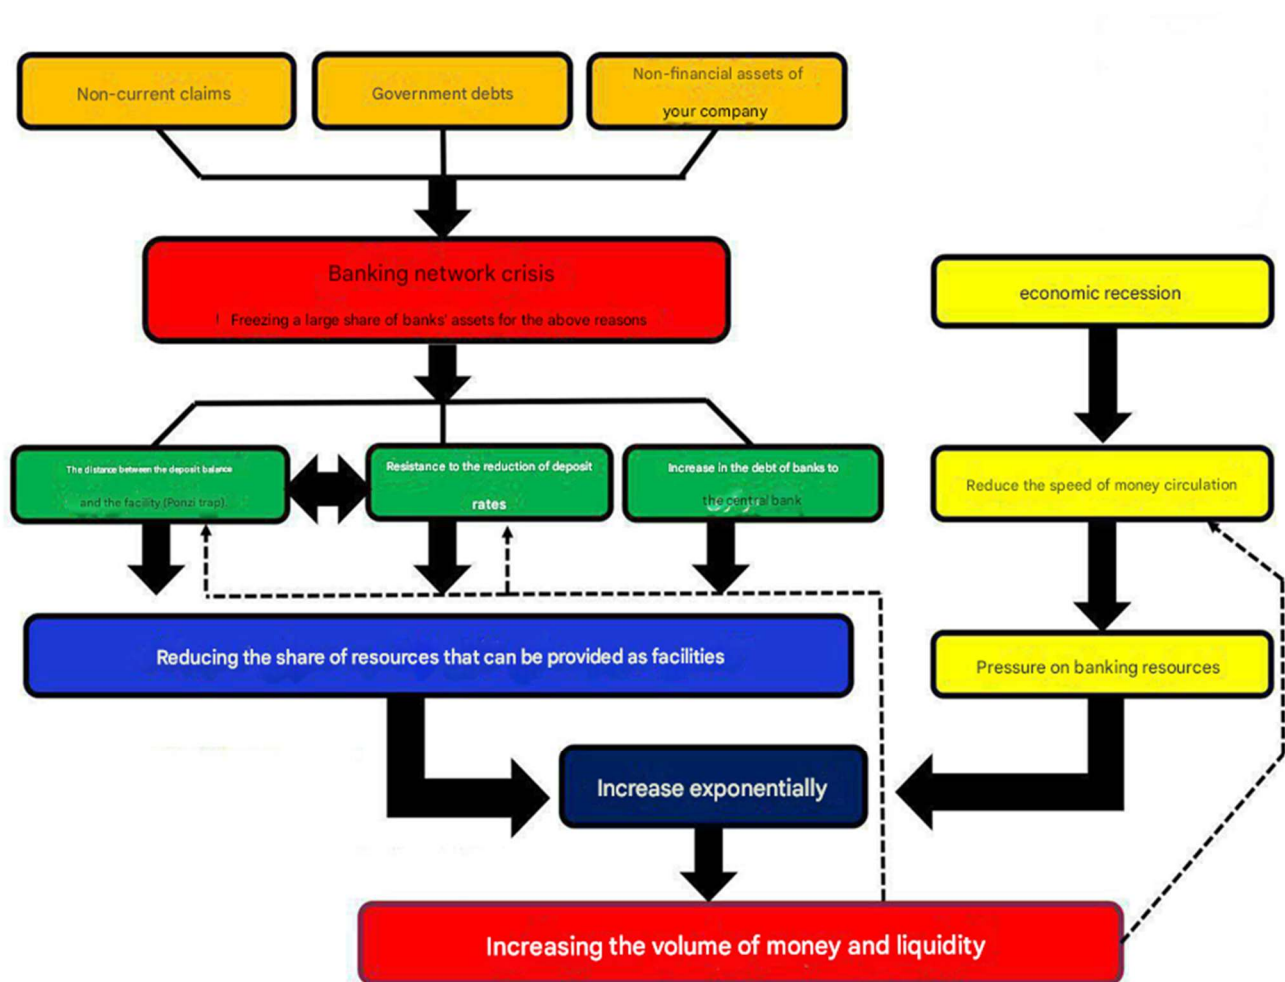 Non-current claims
Government debts
Non-financial assets of
your company
Banking network crisis
Freezing a large share of banks' assets for the above reasons
economic recession
The distance between the deposit balance
and the facility (Ponzi trap).
Resistance to the reduction of deposit
rates
Increase in the debt of banks to
the central bank
Reduce the speed of money circulation
Reducing the share of resources that can be provided as facilities
Pressure on banking resources
Increase exponentially
Increasing the volume of money and liquidity